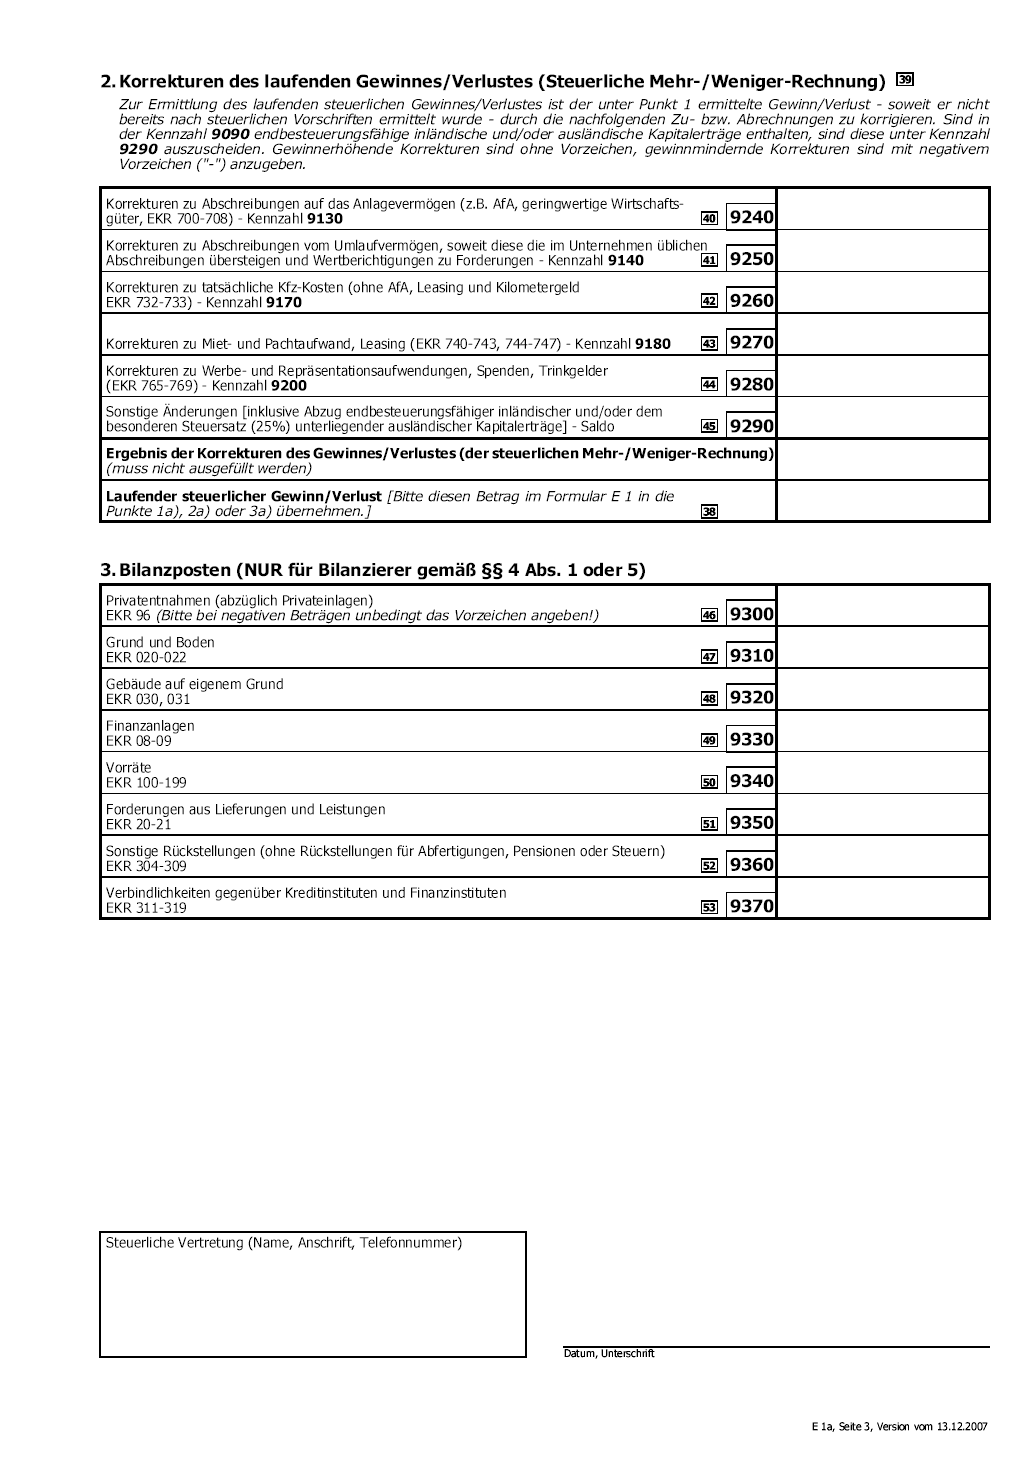 2. Korrekturen des laufenden Gewinnes/Verlustes (Steuerliche Mehr-/Weniger-Rechnung) 39
Zur Ermittlung des laufenden steuerlichen Gewinnes/Verlustes ist der unter Punkt 1 ermittelte Gewinn/Verlust - soweit er nicht
bereits nach steuerlichen Vorschriften ermittelt wurde - durch die nachfolgenden Zu- bzw. Abrechnungen zu korrigieren. Sind in
der Kennzahl 9090 endbesteuerungsfähige inländische und/oder ausländische Kapitalerträge enthalten, sind diese unter Kennzahl
9290 auszuscheiden. Gewinnerhöhende Korrekturen sind ohne Vorzeichen, gewinnmindernde Korrekturen sind mit negativem
Vorzeichen ("-") anzugeben.
Korrekturen zu Abschreibungen auf das Anlagevermögen (z.B. AfA, geringwertige Wirtschafts-
güter, EKR 700-708) - Kennzahl 9130 40 9240
Korrekturen zu Abschreibungen vom Umlaufvermögen, soweit diese die im Unternehmen üblichen
Abschreibungen übersteigen und Wertberichtigungen zu Forderungen - Kennzahl 9140 41 9250
Korrekturen zu tatsächliche Kfz-Kosten (ohne AfA, Leasing und Kilometergeld
EKR 732-733) - Kennzahl 9170 42 9260
Korrekturen zu Miet- und Pachtaufwand, Leasing (EKR 740-743, 744-747) - Kennzahl 9180 43 9270
Korrekturen zu Werbe- und Repräsentationsaufwendungen, Spenden, Trinkgelder
(EKR 765-769) - Kennzahl 9200 44 9280
Sonstige Änderungen [inklusive Abzug endbesteuerungsfähiger inländischer und/oder dem
besonderen Steuersatz (25%) unterliegender ausländischer Kapitalerträge] - Saldo 45 9290
Ergebnis der Korrekturen des Gewinnes/Verlustes (der steuerlichen Mehr-/Weniger-Rechnung)
(muss nicht ausgefüllt werden)
Laufender steuerlicher Gewinn/Verlust [Bitte diesen Betrag im Formular E 1 in die
Punkte 1a), 2a) oder 3a) übernehmen.] 38
3. Bilanzposten (NUR für Bilanzierer gemäß §§ 4 Abs. 1 oder 5)
Privatentnahmen (abzüglich Privateinlagen)
EKR 96 (Bitte bei negativen Beträgen unbedingt das Vorzeichen angeben!) 46 9300
Grund und Boden
EKR 020-022 47 9310
Gebäude auf eigenem Grund
EKR 030, 031 48 9320
Finanzanlagen
EKR 08-09 49 9330
Vorräte
EKR 100-199 50 9340
Forderungen aus Lieferungen und Leistungen
EKR 20-21 51 9350
Sonstige Rückstellungen (ohne Rückstellungen für Abfertigungen, Pensionen oder Steuern)
EKR 304-309 52 9360
Verbindlichkeiten gegenüber Kreditinstituten und Finanzinstituten
EKR 311-319 53 9370
Steuerliche Vertretung (Name, Anschrift, Telefonnummer)
Datum, Unterschrift
E 1a, Seite 3, Version vom 13.12.2007